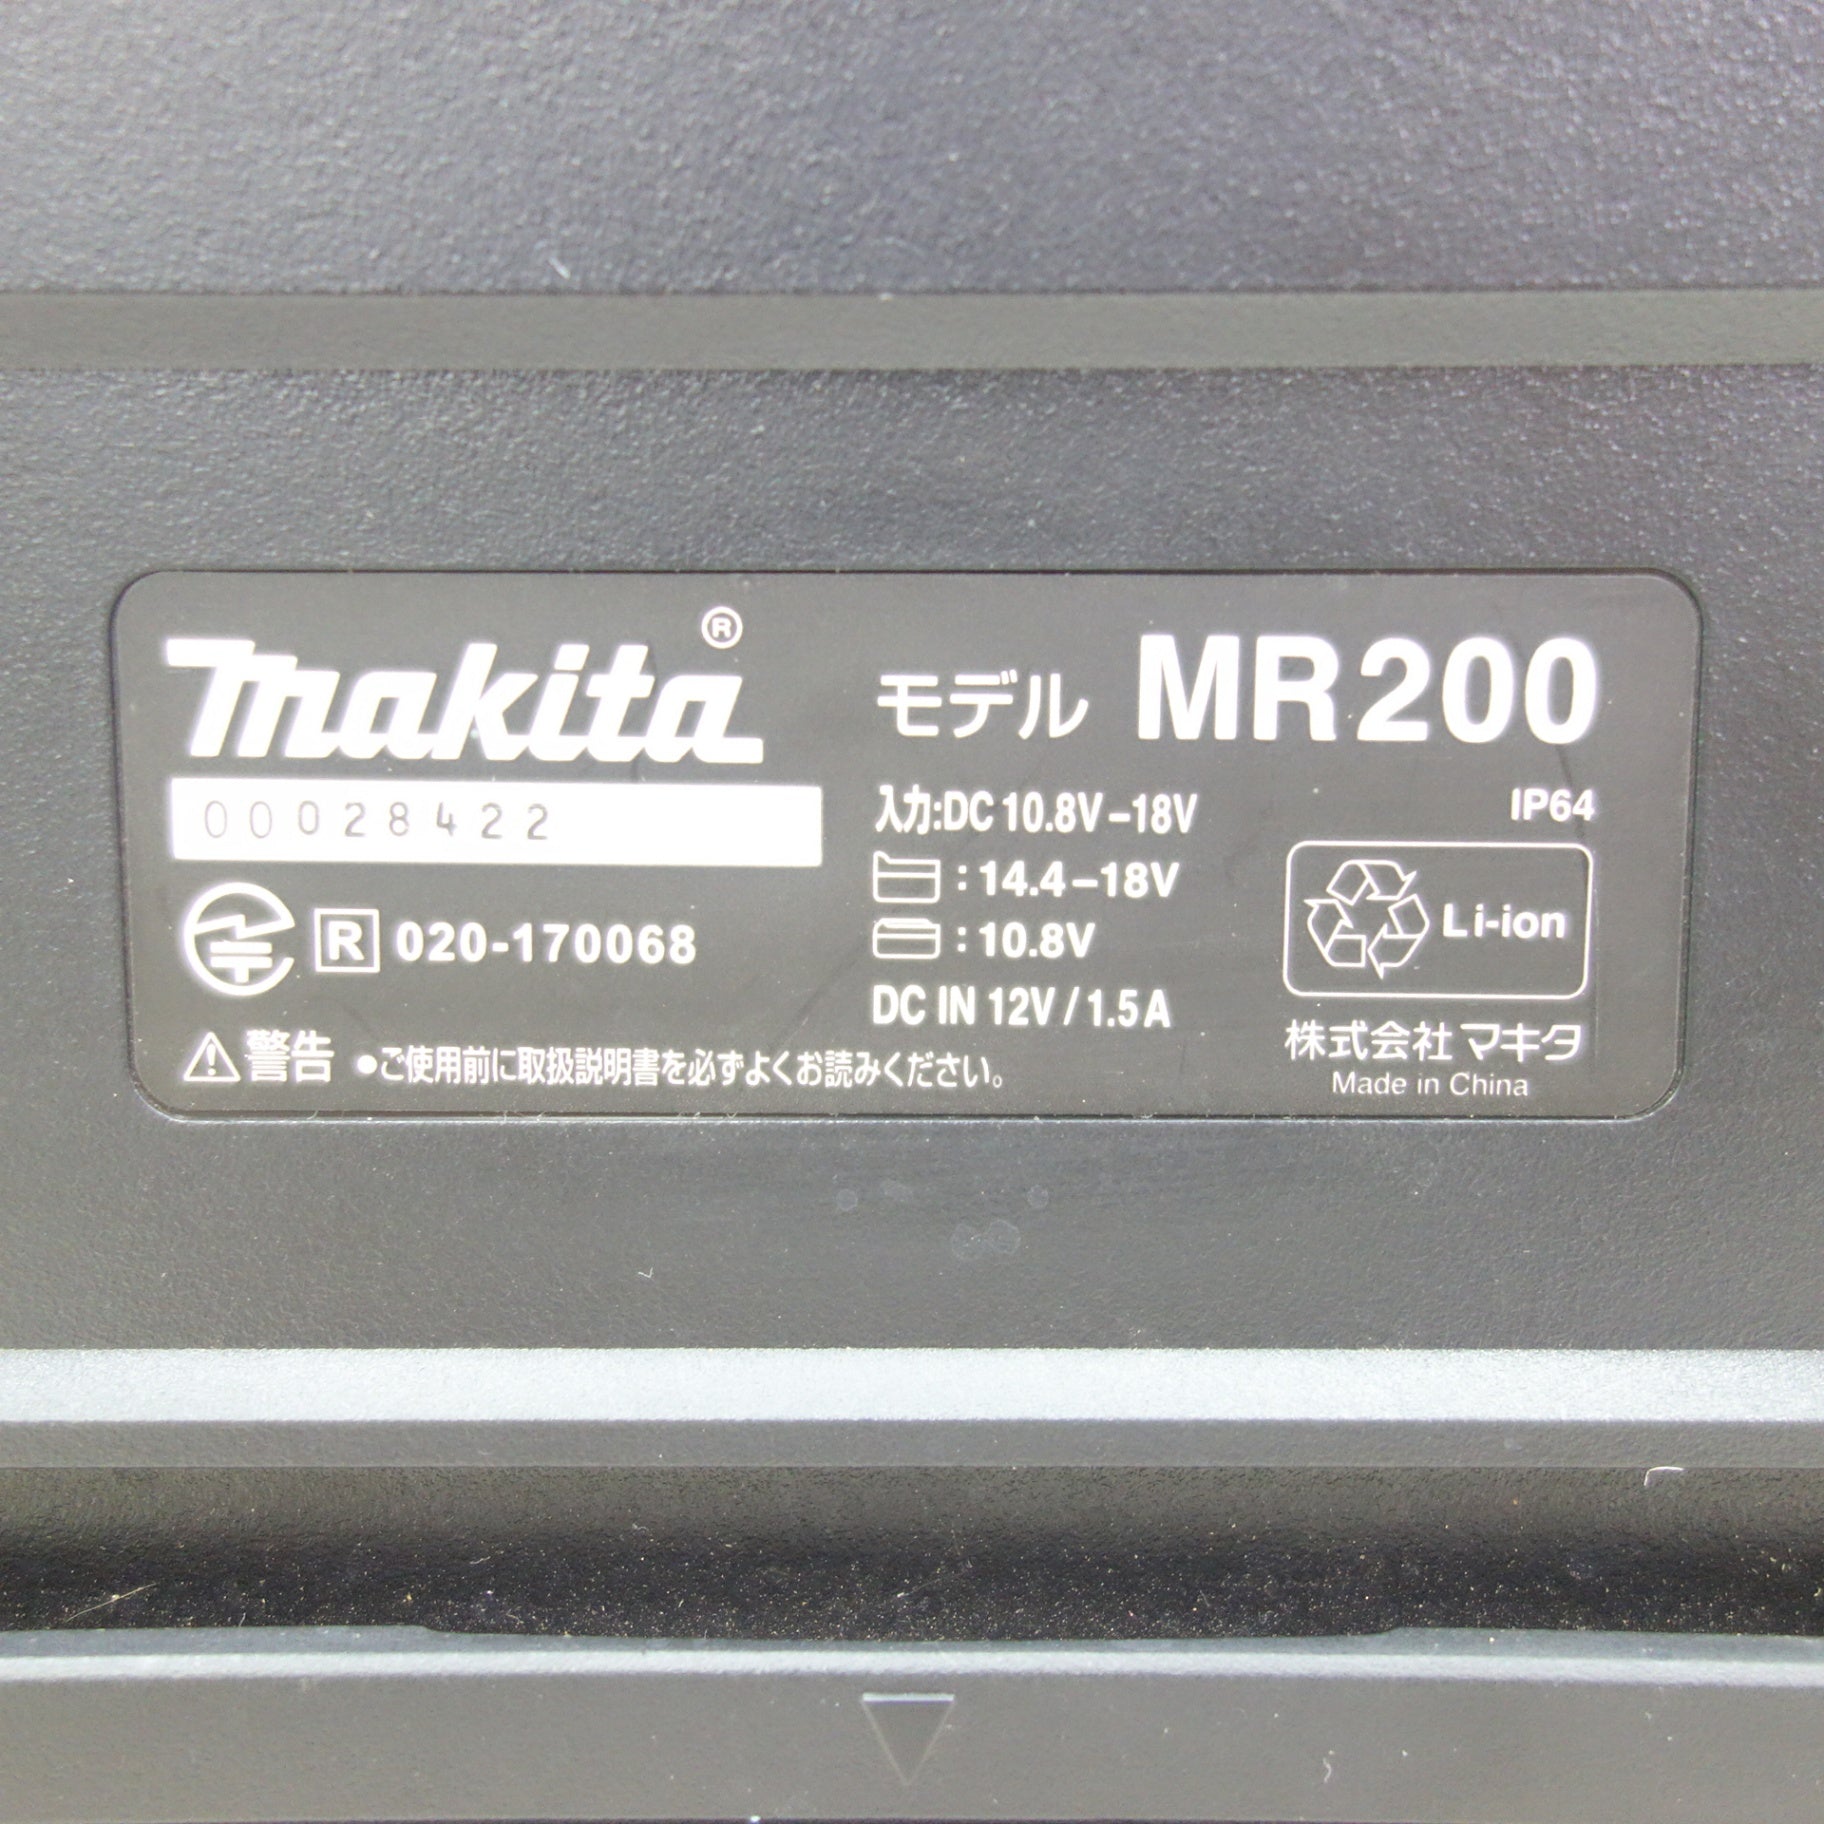 makita®
モデル MR200
00028422
入力:DC 10.8V-18V
IP64
:14.4-18V
:10.8V
Li-ion
R 020-170068
DC IN 12V/1.5A
株式会社マキタ
Made in China
警告 ●ご使用前に取扱説明書を必ずよくお読みください。